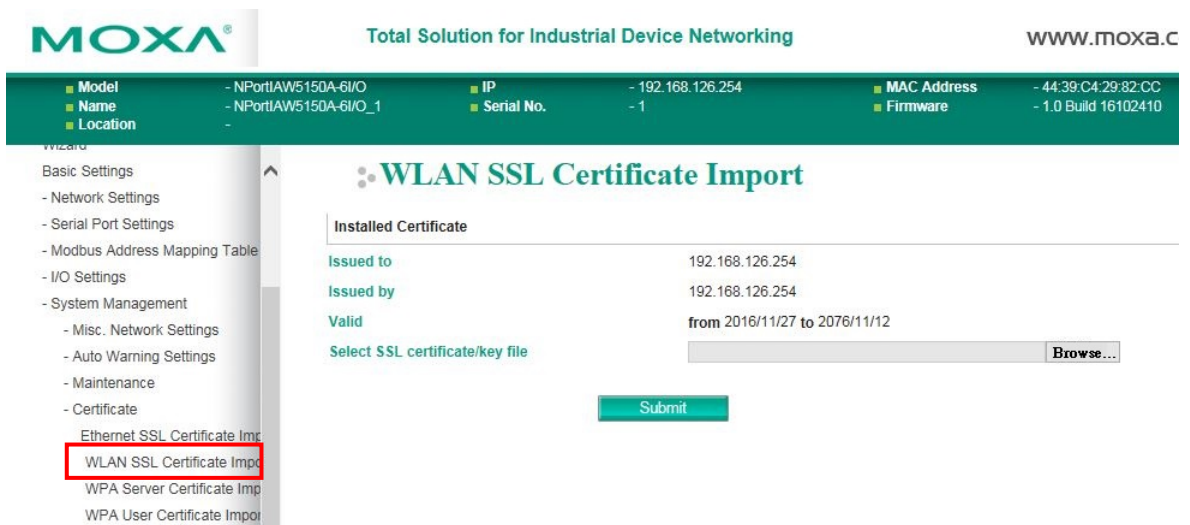 MOXA®
Total Solution for Industrial Device Networking
www.moxa.c
Model - NPortIAW5150A-6I/O IP - 192.168.126.254 MAC Address - 44:39:C4:29:82:CC
Name - NPortIAW5150A-6I/O_1 Serial No. - 1 Firmware - 1.0 Build 16102410
Location -
Wizard
Basic Settings
- Network Settings
- Serial Port Settings
- Modbus Address Mapping Table
- I/O Settings
- System Management
- Misc. Network Settings
- Auto Warning Settings
- Maintenance
- Certificate
Ethernet SSL Certificate Imp
WLAN SSL Certificate Impo
WPA Server Certificate Imp
WPA User Certificate Impor
WLAN SSL Certificate Import
Installed Certificate
Issued to 192.168.126.254
Issued by 192.168.126.254
Valid from 2016/11/27 to 2076/11/12
Select SSL certificate/key file Browse...
Submit